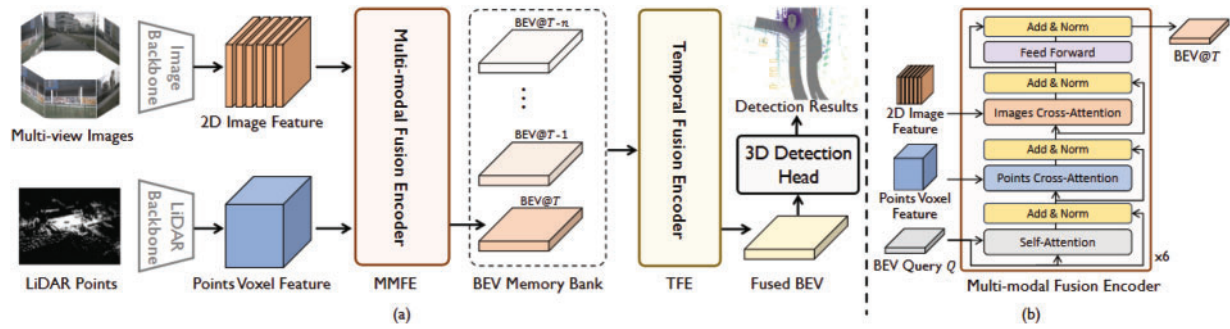 Multi-view Images
Image
Backbone
2D Image Feature
LiDAR Points
LiDAR
Backbone
Points Voxel Feature
Multi-modal Fusion Encoder
MMFE
BEV@T-n
BEV@T-1
BEV@T
BEV Memory Bank
Temporal Fusion Encoder
TFE
Detection Results
3D Detection
Head
Fused BEV
(a)
2D Image
Feature
Points Voxel
Feature
BEV Query Q
Add & Norm
Feed Forward
Add & Norm
Images Cross-Attention
Add & Norm
Points Cross-Attention
Add & Norm
Self-Attention
x6
BEV@T
Multi-modal Fusion Encoder
(b)